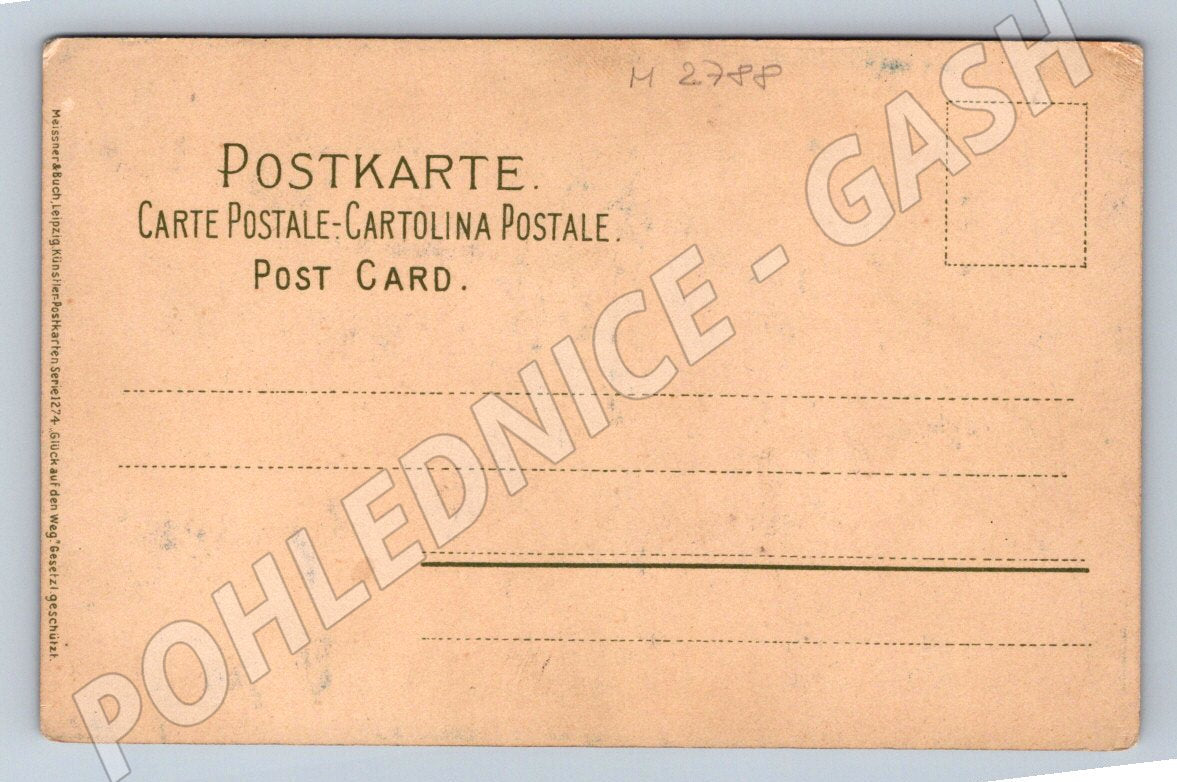 M 2788
POSTKARTE.
CARTE POSTALE-CARTOLINA POSTALE.
POST CARD.
Meissner & Buch, Leipzig, Künstler-Postkarten Serie 1274 „Glück auf den Weg." Gesetzl. geschützt.
POHLEDNICE - GASH